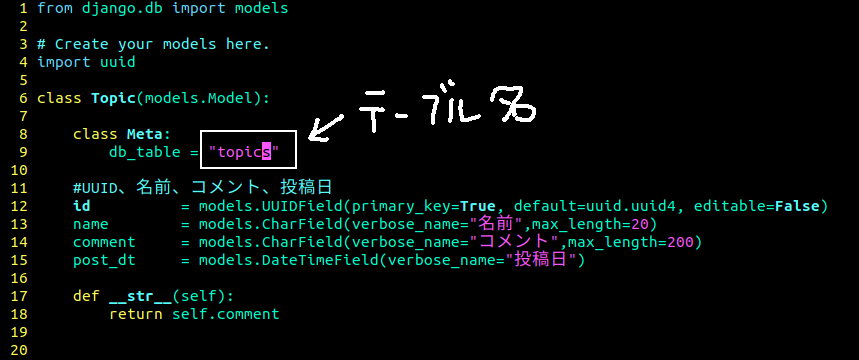 1 from django.db import models
2
3 # Create your models here.
4 import uuid
5
6 class Topic(models.Model):
7
8     class Meta:
9         db_table = "topics"
テーブル名
10
11     #UUID、名前、コメント、投稿日
12     id          = models.UUIDField(primary_key=True, default=uuid.uuid4, editable=False)
13     name        = models.CharField(verbose_name="名前",max_length=20)
14     comment     = models.CharField(verbose_name="コメント",max_length=200)
15     post_dt     = models.DateTimeField(verbose_name="投稿日")
16
17     def __str__(self):
18         return self.comment
19
20